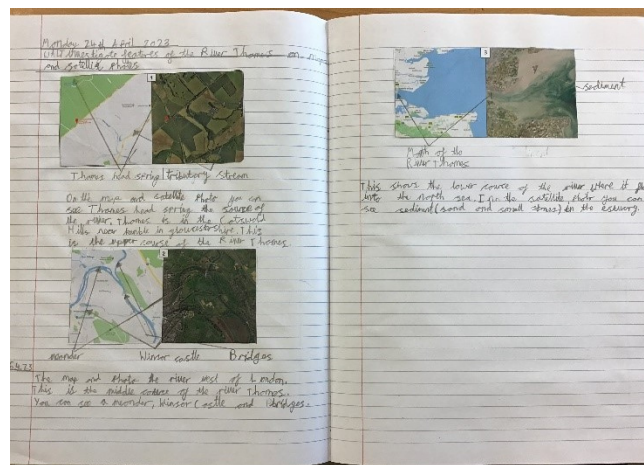 Monday 24th April 2023
features of the River Thames on maps
and satellite photos
1
Thames head spring/tributary stream
On the map and satellite photo you can
see Thames head spring the source of
the river. Thames is in the Cotswold
Hills near kemble in gloucestershire. This
is the upper course of the River Thames.
2
meander Winsor castle Bridges
The map and photo the river west of London.
This is the middle course of the river Thames.
You can see a meander, Winsor Castle and Bridges.
3
sediment
Mouth of the
River Thames
This shows the lower course of the river where it
into the north sea. In the satellite photo you can
see sediment (sand and small stones) in the estuary.